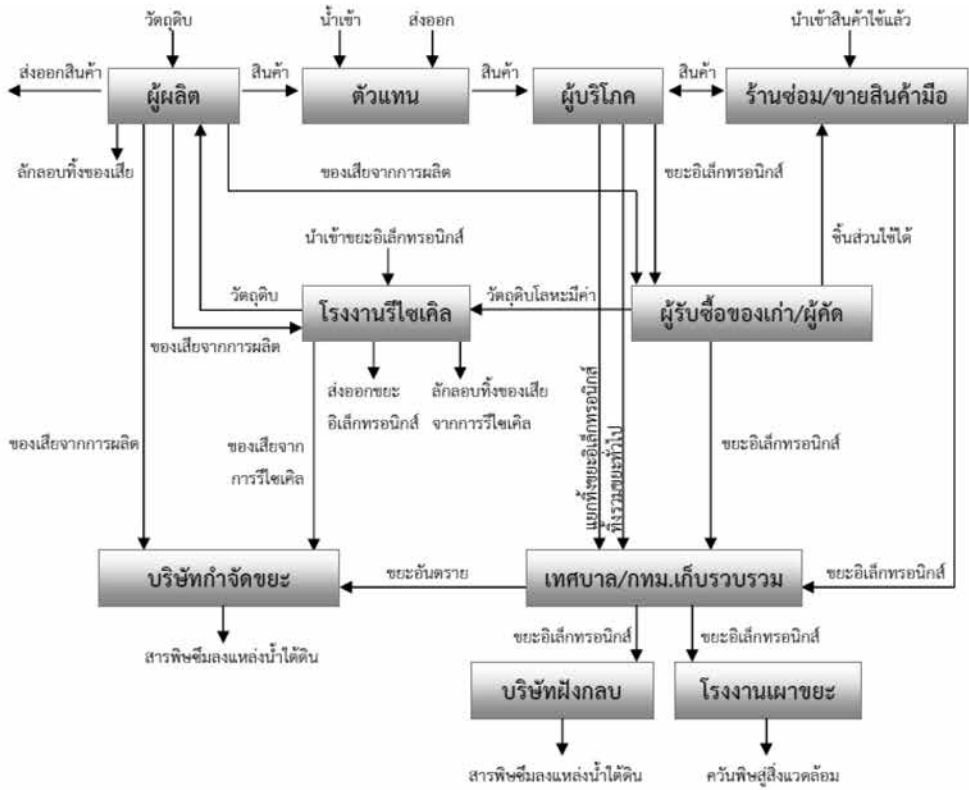 วัตถุดิบ
น้ำเข้า
ส่งออก
นำเข้าสินค้าใช้แล้ว
ส่งออกสินค้า
ผู้ผลิต
สินค้า
ตัวแทน
สินค้า
ผู้บริโภค
สินค้า
ร้านซ่อม/ขายสินค้ามือ
ลักลอบทิ้งของเสีย
ของเสียจากการผลิต
ขยะอิเล็กทรอนิกส์
นำเข้าขยะอิเล็กทรอนิกส์
ชิ้นส่วนใช้ได้
วัตถุดิบ
โรงงานรีไซเคิล
วัตถุดิบโลหะมีค่า
ผู้รับซื้อของเก่า/ผู้คัด
ของเสียจากการผลิต
ส่งออกขยะ
อิเล็กทรอนิกส์
ลักลอบทิ้งของเสีย
จากการรีไซเคิล
แยกทิ้งขยะอิเล็กทรอนิกส์
ทิ้งรวมขยะทั่วไป
ของเสียจากการผลิต
ของเสียจาก
การรีไซเคิล
ขยะอิเล็กทรอนิกส์
บริษัทกำจัดขยะ
ขยะอันตราย
เทศบาล/กทม.เก็บรวบรวม
ขยะอิเล็กทรอนิกส์
สารพิษซึมลงแหล่งน้ำใต้ดิน
ขยะอิเล็กทรอนิกส์
ขยะอิเล็กทรอนิกส์
บริษัทฝังกลบ
โรงงานเผาขยะ
สารพิษซึมลงแหล่งน้ำใต้ดิน
ควันพิษสู่สิ่งแวดล้อม